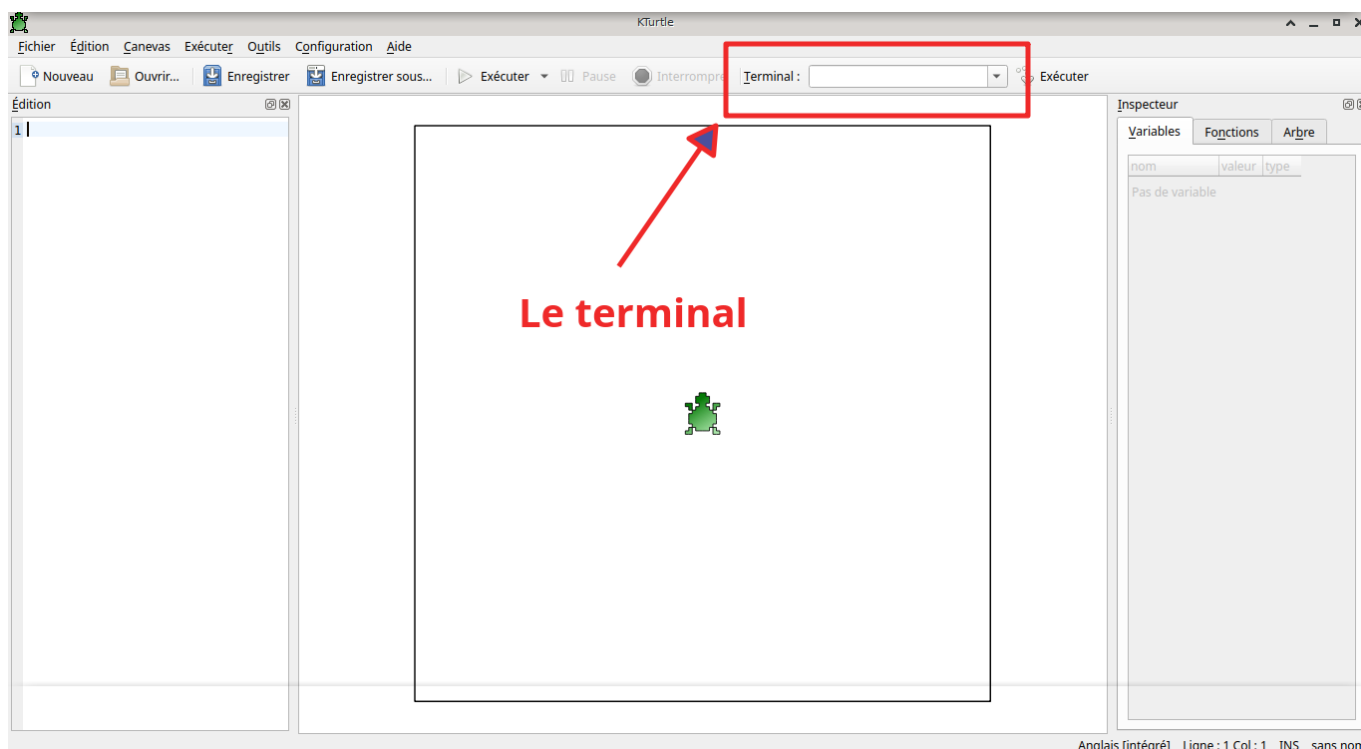 KTurtle
Fichier Édition Canevas Exécuter Outils Configuration Aide
Nouveau Ouvrir... Enregistrer Enregistrer sous... Exécuter Pause Interrompre Terminal : Exécuter
Édition
1
Inspecteur
Variables Fonctions Arbre
nom valeur type
Pas de variable
Le terminal
Anglais [intégré] Ligne : 1 Col : 1 INS sans nom